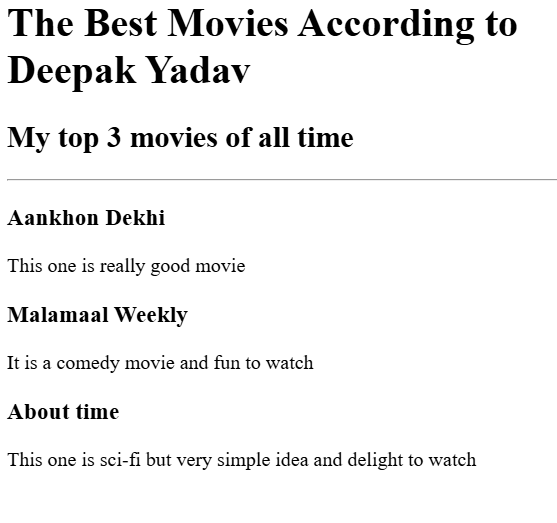 The Best Movies According to
Deepak Yadav
My top 3 movies of all time
Aankhon Dekhi
This one is really good movie
Malamaal Weekly
It is a comedy movie and fun to watch
About time
This one is sci-fi but very simple idea and delight to watch